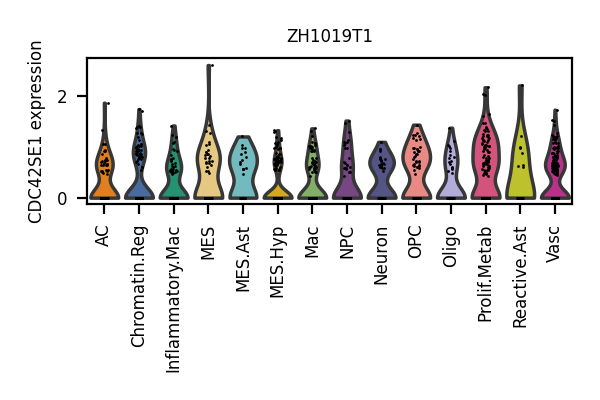 ZH1019T1
CDC42SE1 expression
2
0
AC
Chromatin.Reg
Inflammatory.Mac
MES
MES.Ast
MES.Hyp
Mac
NPC
Neuron
OPC
Oligo
Prolif.Metab
Reactive.Ast
Vasc